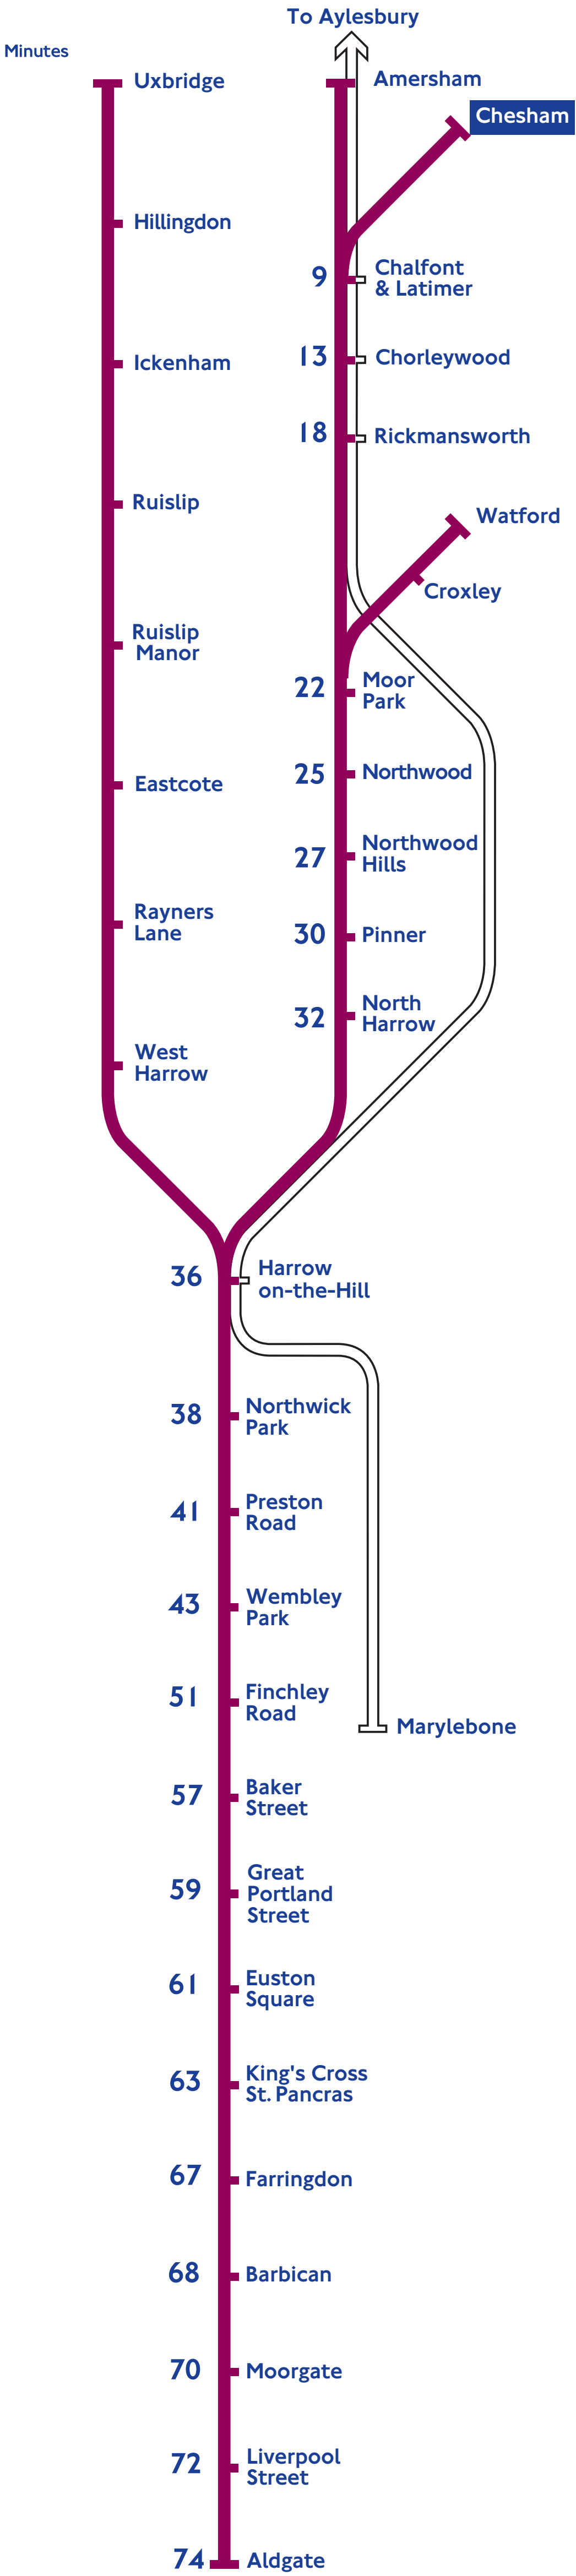 To Aylesbury
Minutes
Uxbridge
Amersham
Chesham
Hillingdon
9
Chalfont
& Latimer
13
Chorleywood
Ickenham
18
Rickmansworth
Ruislip
Watford
Croxley
Ruislip
Manor
22
Moor
Park
25
Northwood
Eastcote
27
Northwood
Hills
Rayners
Lane
30
Pinner
32
North
Harrow
West
Harrow
36
Harrow
on-the-Hill
38
Northwick
Park
41
Preston
Road
43
Wembley
Park
51
Finchley
Road
Marylebone
57
Baker
Street
59
Great
Portland
Street
61
Euston
Square
63
King's Cross
St. Pancras
67
Farringdon
68
Barbican
70
Moorgate
72
Liverpool
Street
74
Aldgate